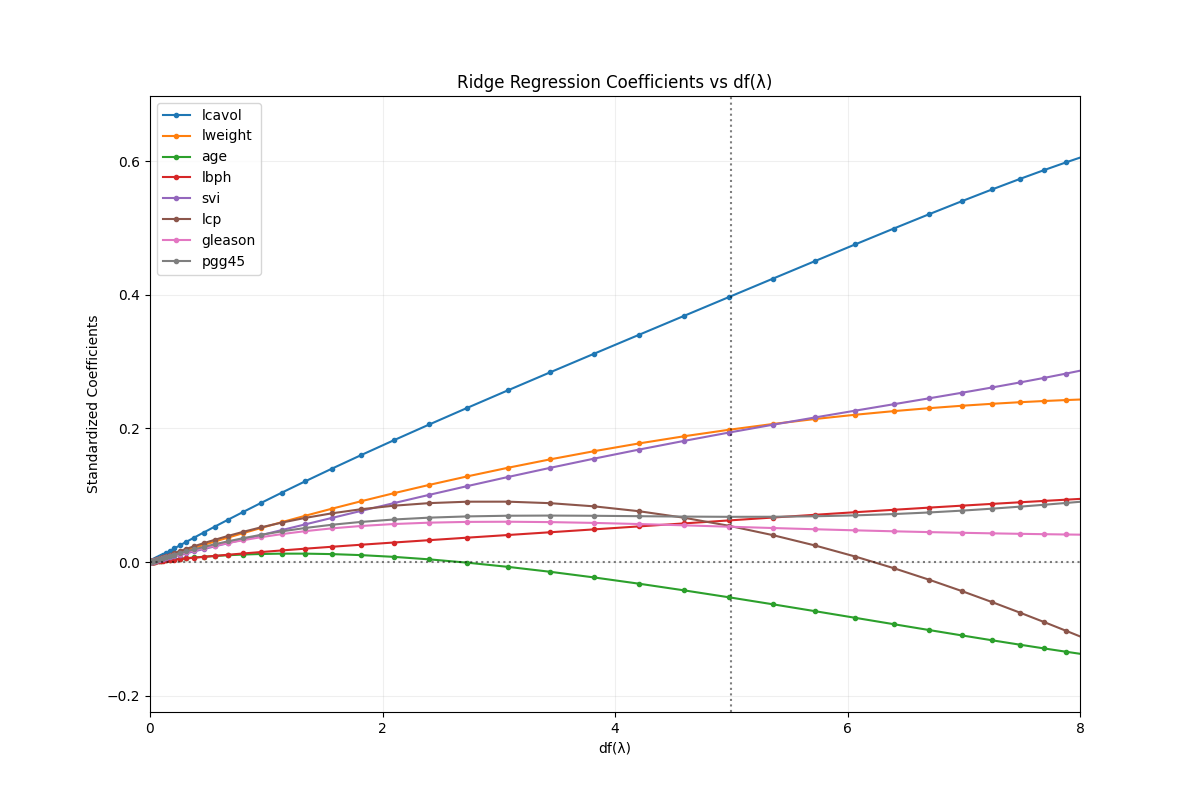 Ridge Regression Coefficients vs df(λ)
lcavol
lweight
age
lbph
svi
lcp
gleason
pgg45
Standardized Coefficients
0.6
0.4
0.2
0.0
−0.2
0
2
4
6
8
df(λ)